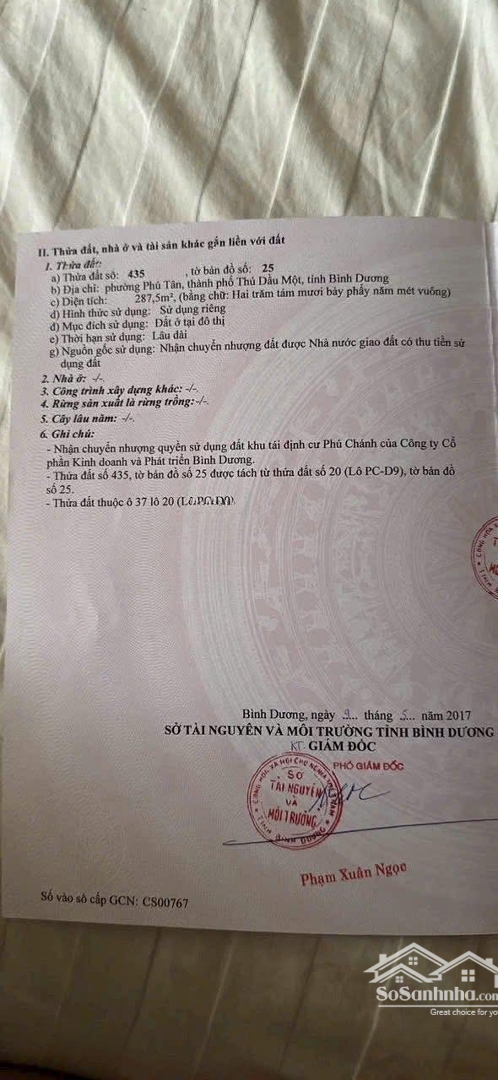 II. Thửa đất, nhà ở và tài sản khác gắn liền với đất
1. Thửa đất:
a) Thửa đất số: 435 , tờ bản đồ số: 25
b) Địa chỉ: phường Phú Tân, thành phố Thủ Dầu Một, tỉnh Bình Dương
c) Diện tích: 287,5m², (bằng chữ: Hai trăm tám mươi bảy phẩy năm mét vuông)
d) Hình thức sử dụng: Sử dụng riêng
đ) Mục đích sử dụng: Đất ở tại đô thị
e) Thời hạn sử dụng: Lâu dài
g) Nguồn gốc sử dụng: Nhận chuyển nhượng đất được Nhà nước giao đất có thu tiền sử
dụng đất
2. Nhà ở: -/-.
3. Công trình xây dựng khác: -/-.
4. Rừng sản xuất là rừng trồng: -/-.
5. Cây lâu năm: -/-.
6. Ghi chú:
- Nhận chuyển nhượng quyền sử dụng đất khu tái định cư Phú Chánh của Công ty Cổ
phần Kinh doanh và Phát triển Bình Dương.
- Thửa đất số 435, tờ bản đồ số 25 được tách từ thửa đất số 20 (Lô PC-D9), tờ bản đồ
số 25.
- Thửa đất thuộc ô 37 lô 20
Bình Dương, ngày 9 tháng 5 năm 2017
SỞ TÀI NGUYÊN VÀ MÔI TRƯỜNG TỈNH BÌNH DƯƠNG
KT. GIÁM ĐỐC
PHÓ GIÁM ĐỐC
SỞ
TÀI NGUYÊN
VÀ
MÔI TRƯỜNG
TỈNH BÌNH DƯƠNG
Phạm Xuân Ngọc
Số vào sổ cấp GCN: CS00767
SoSanhnha.com
Great choice for yo